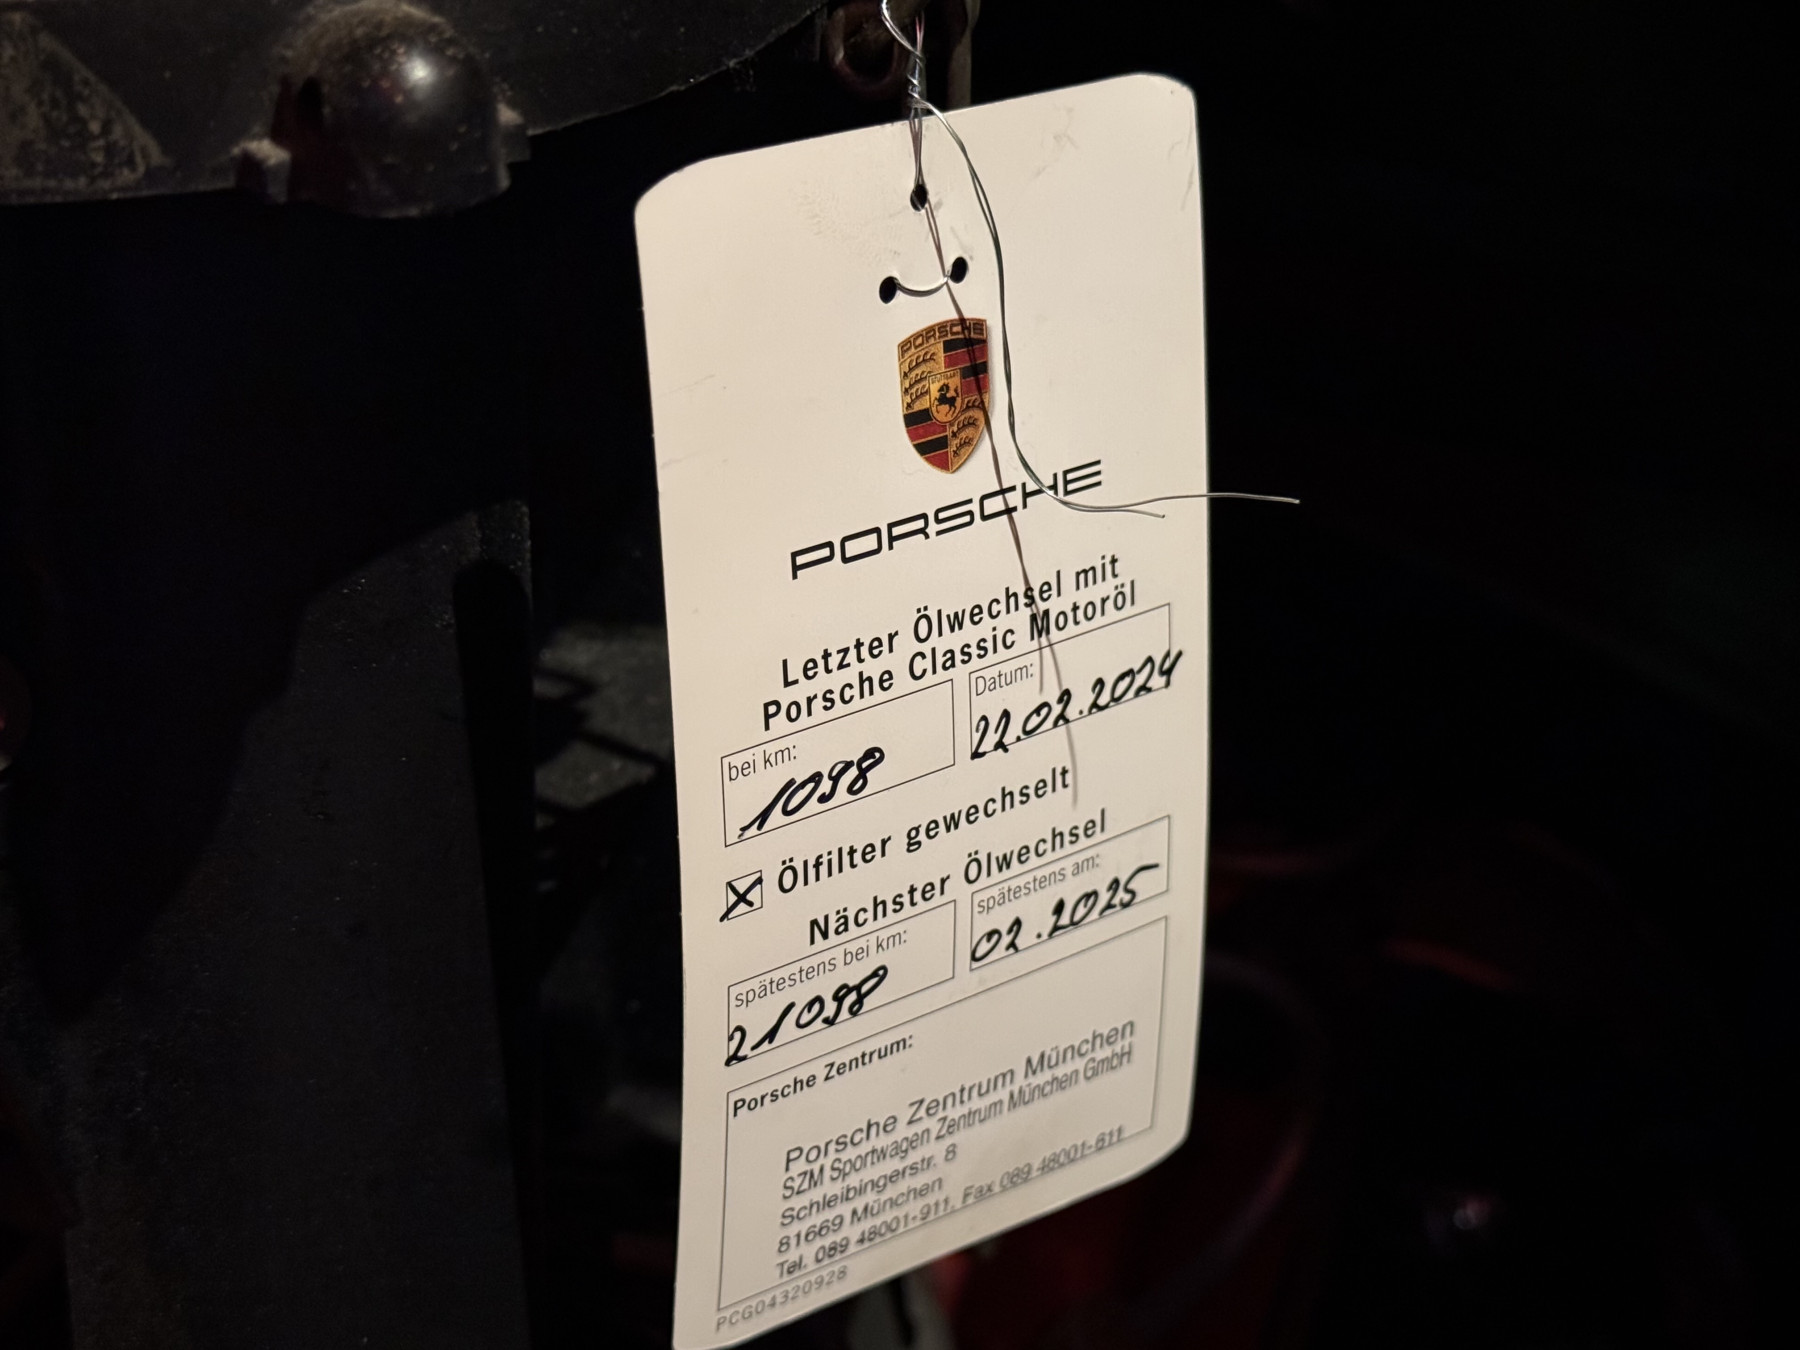 PORSCHE
STUTTGART
PORSCHE
Letzter Ölwechsel mit
Porsche Classic Motoröl
bei km:
1098
Datum:
22.02.2024
Ölfilter gewechselt
Nächster Ölwechsel
spätestens bei km:
21098
spätestens am:
02.2025
Porsche Zentrum:
Porsche Zentrum München
SZM Sportwagen Zentrum München GmbH
Schleibingerstr. 8
81669 München
Tel. 089 48001-911, Fax 089 48001-611
PCG04320928